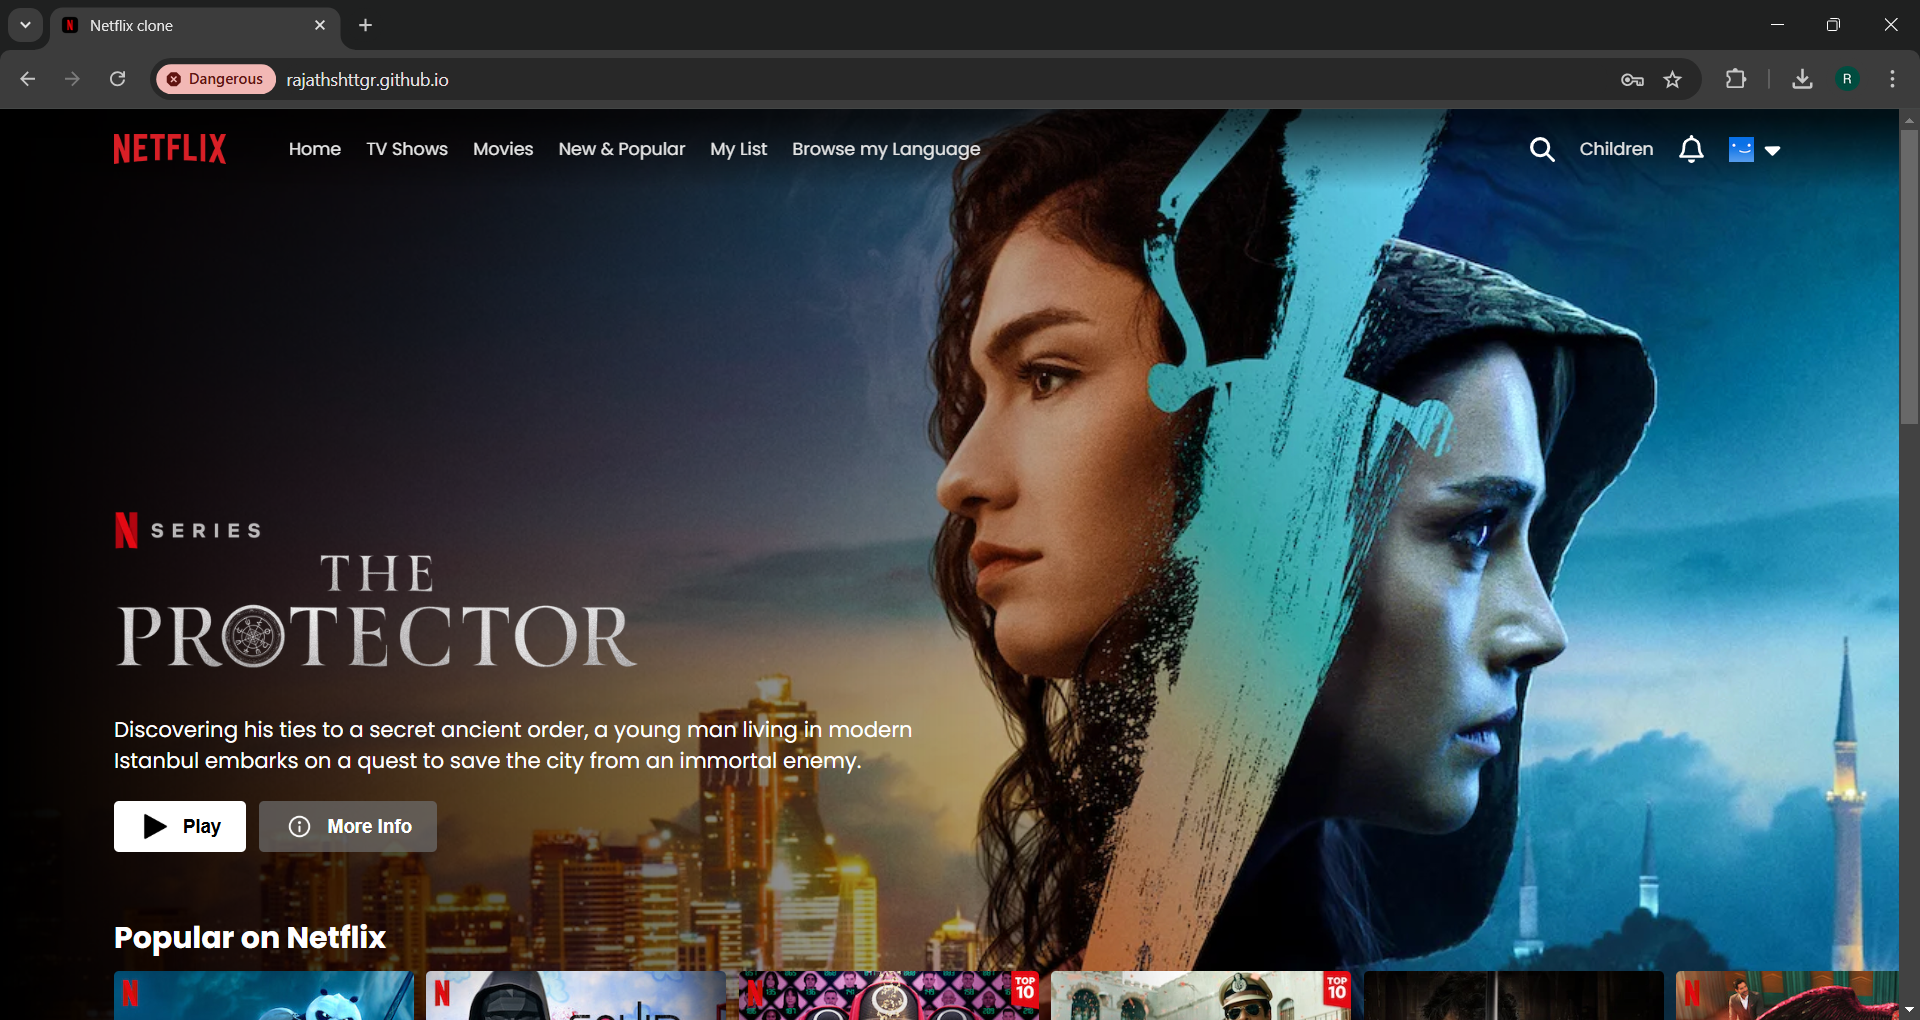 Netflix clone
Dangerous
rajathshttgr.github.io
R
NETFLIX
Home
TV Shows
Movies
New & Popular
My List
Browse my Language
Children
N SERIES
THE
PROTECTOR
Discovering his ties to a secret ancient order, a young man living in modern
Istanbul embarks on a quest to save the city from an immortal enemy.
Play
More Info
Popular on Netflix
N
N
N
TOP
10
TOP
10
N